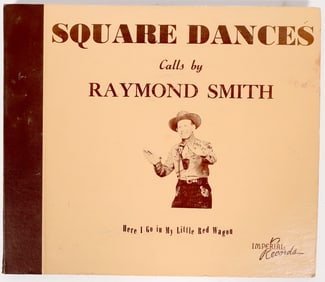 SQUARE DANCES
Calls by
RAYMOND SMITH
Here I Go in My Little Red Wagon
IMPERIAL
Records